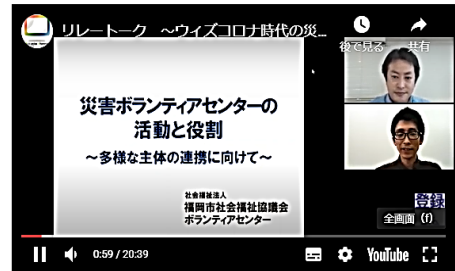 リレートーク ～ウィズコロナ時代の災...
後で見る
共有
災害ボランティアセンターの
活動と役割
～多様な主体の連携に向けて～
社会福祉法人
福岡市社会福祉協議会
ボランティアセンター
登録
全画面 (f)
0:59 / 20:39
YouTube